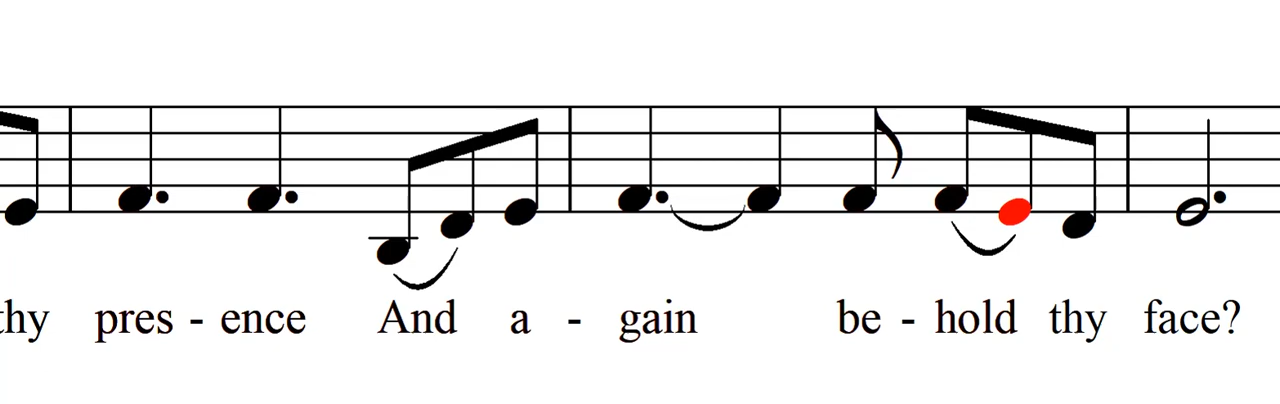 thy pres - ence And a - gain be - hold thy face?